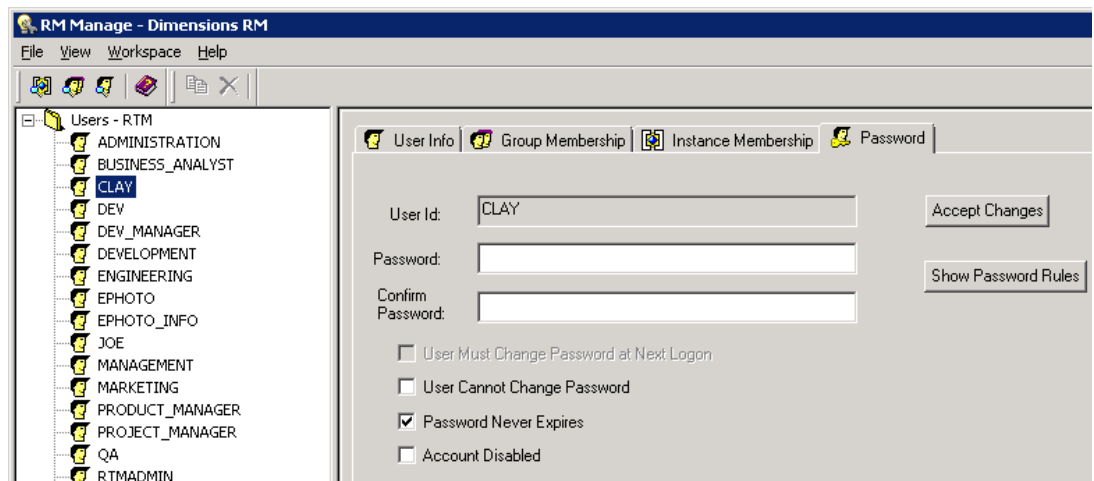 RM Manage - Dimensions RM
File View Workspace Help
Users - RTM
ADMINISTRATION
BUSINESS_ANALYST
CLAY
DEV
DEV_MANAGER
DEVELOPMENT
ENGINEERING
EPHOTO
EPHOTO_INFO
JOE
MANAGEMENT
MARKETING
PRODUCT_MANAGER
PROJECT_MANAGER
QA
RTMADMIN
User Info Group Membership Instance Membership Password
User Id: CLAY Accept Changes
Password:
Show Password Rules
Confirm
Password:
User Must Change Password at Next Logon
User Cannot Change Password
Password Never Expires
Account Disabled